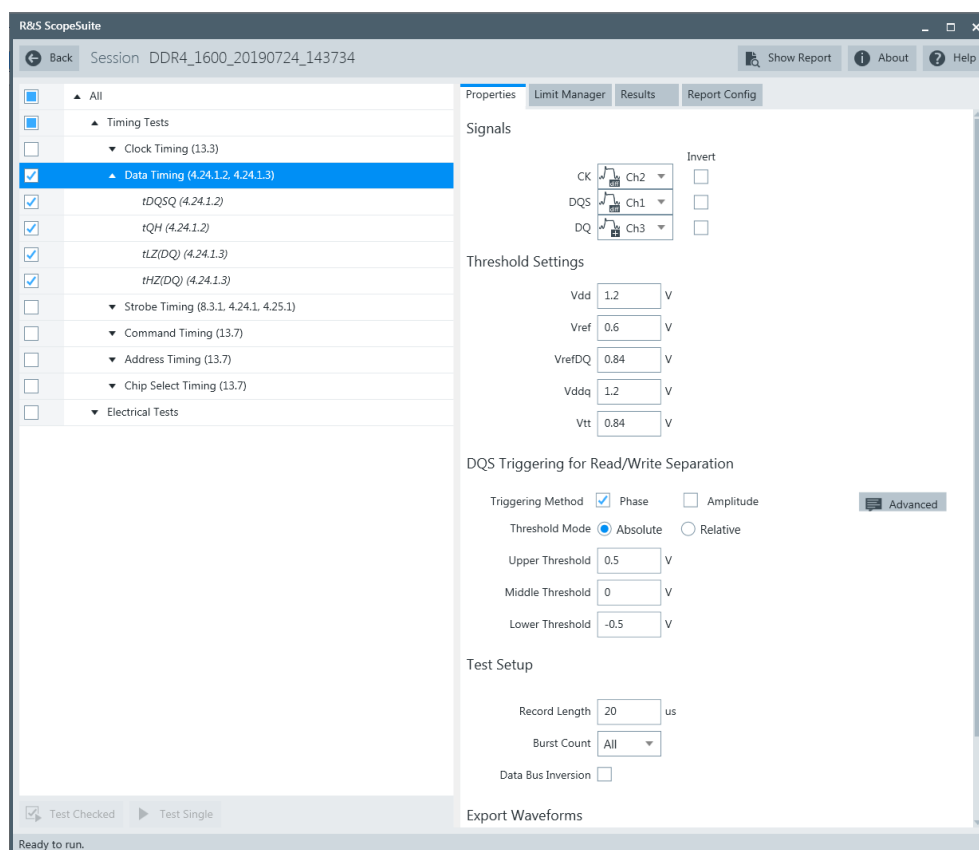 R&S ScopeSuite
Back Session DDR4_1600_20190724_143734 Show Report About Help
All
Timing Tests
Clock Timing (13.3)
Data Timing (4.24.1.2, 4.24.1.3)
tDQSQ (4.24.1.2)
tQH (4.24.1.2)
tLZ(DQ) (4.24.1.3)
tHZ(DQ) (4.24.1.3)
Strobe Timing (8.3.1, 4.24.1, 4.25.1)
Command Timing (13.7)
Address Timing (13.7)
Chip Select Timing (13.7)
Electrical Tests
Test Checked Test Single
Properties Limit Manager Results Report Config
Signals
Invert
CK diff Ch2
DQS diff Ch1
DQ Ch3
Threshold Settings
Vdd 1.2 V
Vref 0.6 V
VrefDQ 0.84 V
Vddq 1.2 V
Vtt 0.84 V
DQS Triggering for Read/Write Separation
Triggering Method Phase Amplitude Advanced
Threshold Mode Absolute Relative
Upper Threshold 0.5 V
Middle Threshold 0 V
Lower Threshold -0.5 V
Test Setup
Record Length 20 us
Burst Count All
Data Bus Inversion
Export Waveforms
Ready to run.